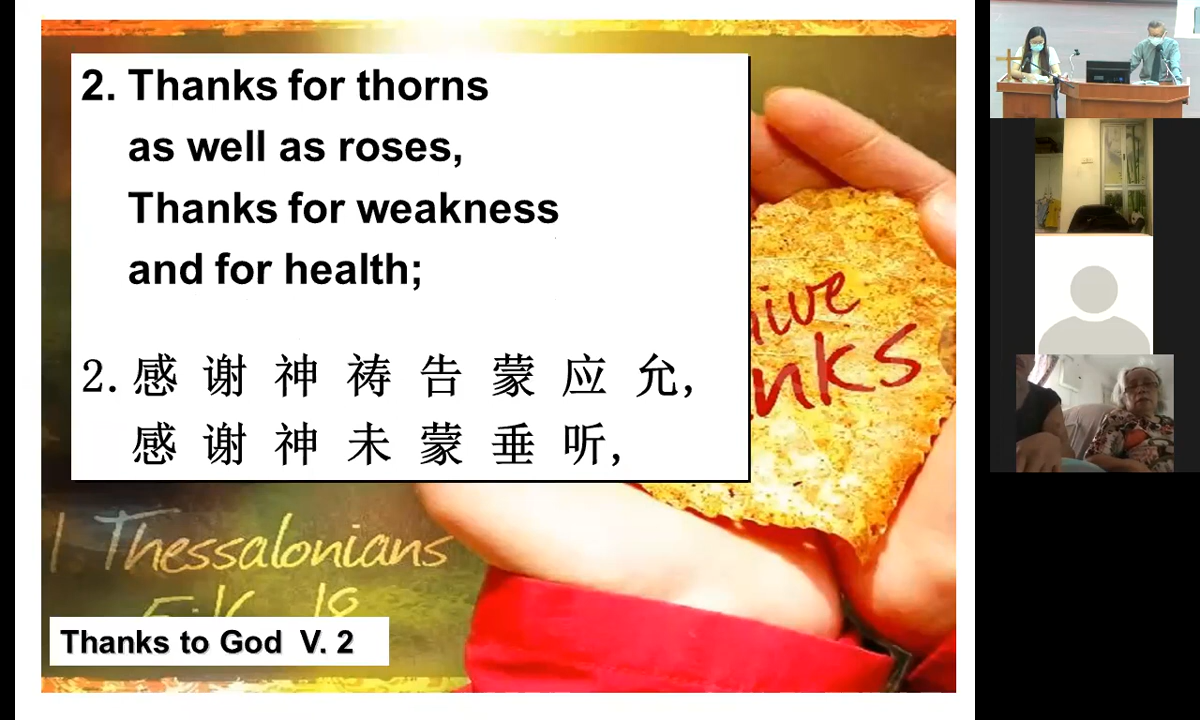 2. Thanks for thorns
as well as roses,
Thanks for weakness
and for health;
2. 感 谢 神 祷 告 蒙 应 允,
感 谢 神 未 蒙 垂 听,
1 Thessalonians
Thanks to God V. 2